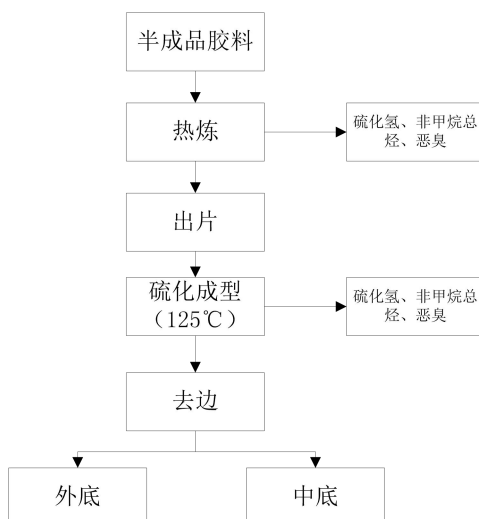 半成品胶料
热炼
硫化氢、非甲烷总
烃、恶臭
出片
硫化成型
（125℃）
硫化氢、非甲烷总
烃、恶臭
去边
外底
中底